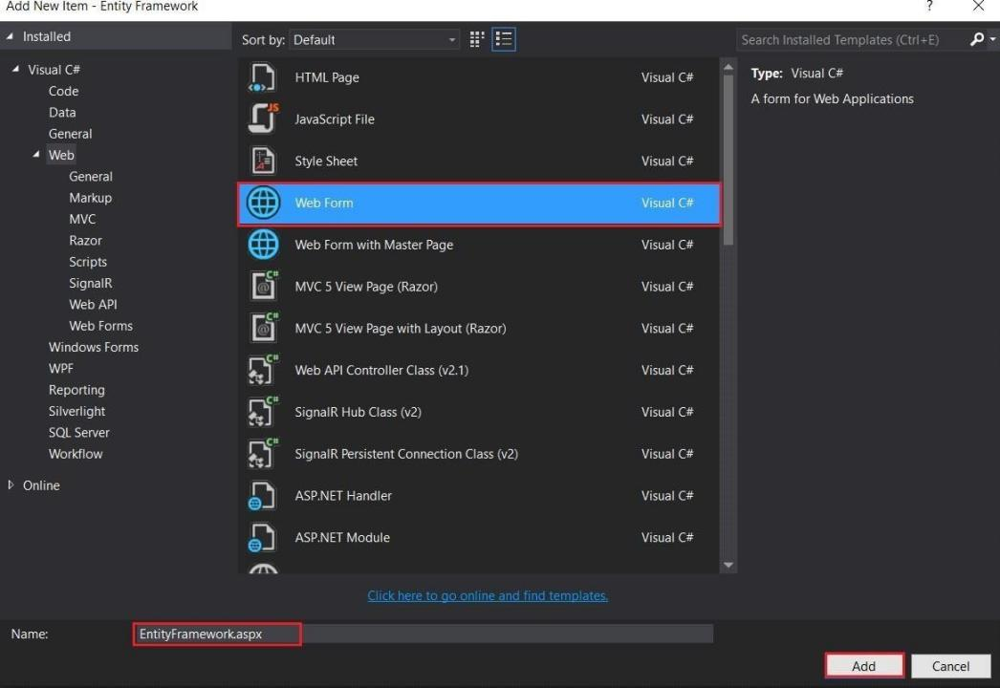 Add New Item - Entity Framework
?
Installed
Sort by: Default
Search Installed Templates (Ctrl+E)
Visual C#
Code
Data
General
Web
General
Markup
MVC
Razor
Scripts
SignalR
Web API
Web Forms
Windows Forms
WPF
Reporting
Silverlight
SQL Server
Workflow
Online
HTML Page Visual C#
JS
JavaScript File Visual C#
Style Sheet Visual C#
Web Form Visual C#
Web Form with Master Page Visual C#
C#
@
MVC 5 View Page (Razor) Visual C#
C#
@
MVC 5 View Page with Layout (Razor) Visual C#
C#
Web API Controller Class (v2.1) Visual C#
C#
SignalR Hub Class (v2) Visual C#
C#
SignalR Persistent Connection Class (v2) Visual C#
ASP.NET Handler Visual C#
ASP.NET Module Visual C#
Type: Visual C#
A form for Web Applications
Click here to go online and find templates.
Name: EntityFramework.aspx
Add Cancel